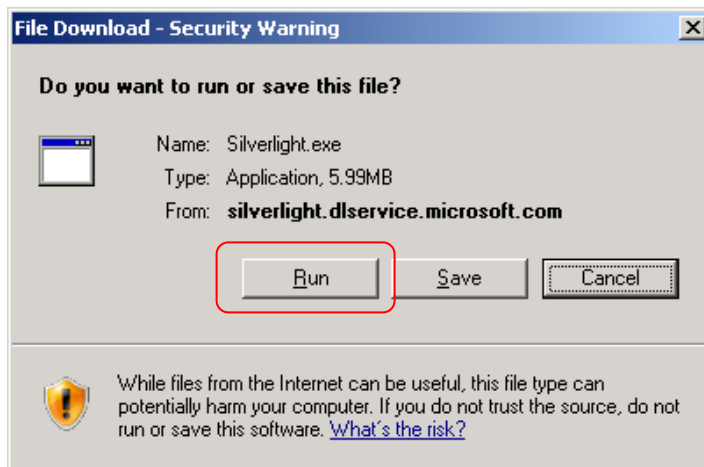 File Download - Security Warning
Do you want to run or save this file?
Name: Silverlight.exe
Type: Application, 5.99MB
From: silverlight.dlservice.microsoft.com
Run Save Cancel
While files from the Internet can be useful, this file type can
potentially harm your computer. If you do not trust the source, do not
run or save this software. What's the risk?